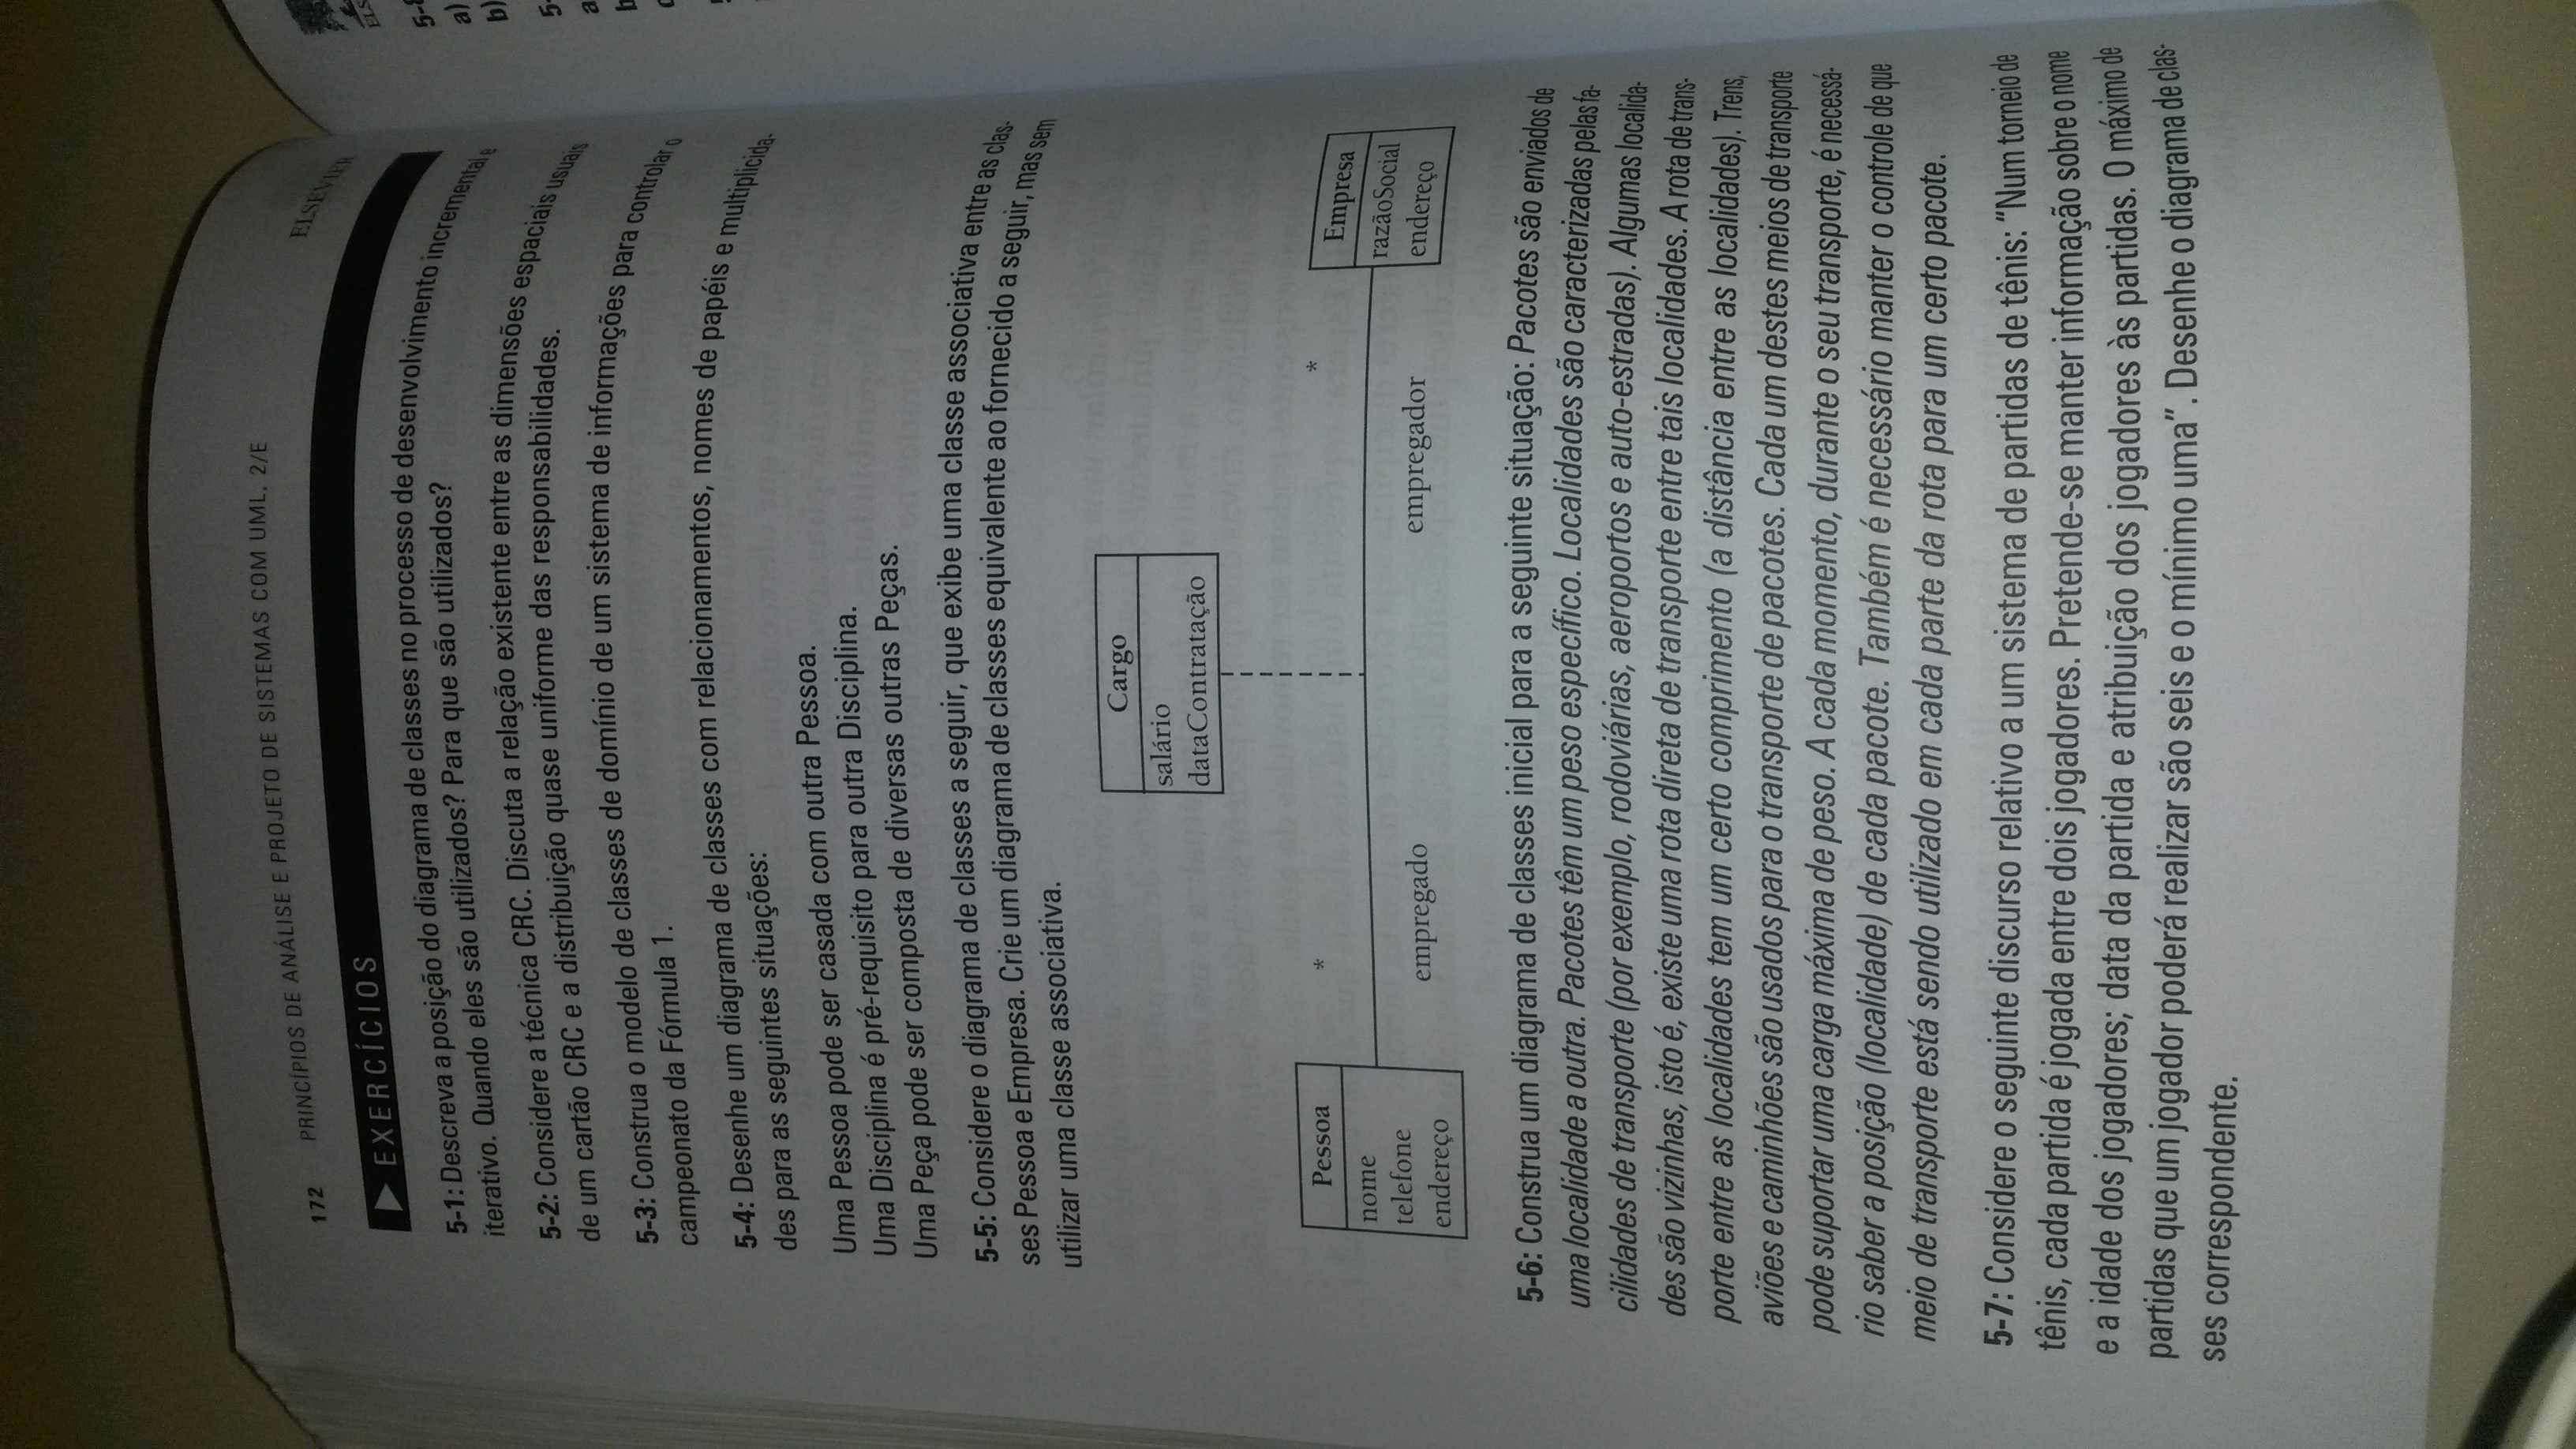 172 PRINCÍPIOS DE ANÁLISE E PROJETO DE SISTEMAS COM UML, 2/E
ELSEVIER
EXERCÍCIOS
5-1: Descreva a posição do diagrama de classes no processo de desenvolvimento incremental e
iterativo. Quando eles são utilizados? Para que são utilizados?
5-2: Considere a técnica CRC. Discuta a relação existente entre as dimensões espaciais usuais
de um cartão CRC e a distribuição quase uniforme das responsabilidades.
5-3: Construa o modelo de classes de domínio de um sistema de informações para controlar o
campeonato da Fórmula 1.
5-4: Desenhe um diagrama de classes com relacionamentos, nomes de papéis e multiplicida-
des para as seguintes situações:
Uma Pessoa pode ser casada com outra Pessoa.
Uma Disciplina é pré-requisito para outra Disciplina.
Uma Peça pode ser composta de diversas outras Peças.
5-5: Considere o diagrama de classes a seguir, que exibe uma classe associativa entre as clas-
ses Pessoa e Empresa. Crie um diagrama de classes equivalente ao fornecido a seguir, mas sem
utilizar uma classe associativa.
Cargo
salário
dataContratação
Pessoa
nome
telefone
endereço
*
empregado
*
empregador
Empresa
razãoSocial
endereço
5-6: Construa um diagrama de classes inicial para a seguinte situação: Pacotes são enviados de
uma localidade a outra. Pacotes têm um peso específico. Localidades são caracterizadas pelas fa-
cilidades de transporte (por exemplo, rodoviárias, aeroportos e auto-estradas). Algumas localida-
des são vizinhas, isto é, existe uma rota direta de transporte entre tais localidades. A rota de trans-
porte entre as localidades tem um certo comprimento (a distância entre as localidades). Trens,
aviões e caminhões são usados para o transporte de pacotes. Cada um destes meios de transporte
pode suportar uma carga máxima de peso. A cada momento, durante o seu transporte, é necessá-
rio saber a posição (localidade) de cada pacote. Também é necessário manter o controle de que
meio de transporte está sendo utilizado em cada parte da rota para um certo pacote.
5-7: Considere o seguinte discurso relativo a um sistema de partidas de tênis: "Num torneio de
tênis, cada partida é jogada entre dois jogadores. Pretende-se manter informação sobre o nome
e a idade dos jogadores; data da partida e atribuição dos jogadores às partidas. O máximo de
partidas que um jogador poderá realizar são seis e o mínimo uma". Desenhe o diagrama de clas-
ses correspondente.
a)
b)